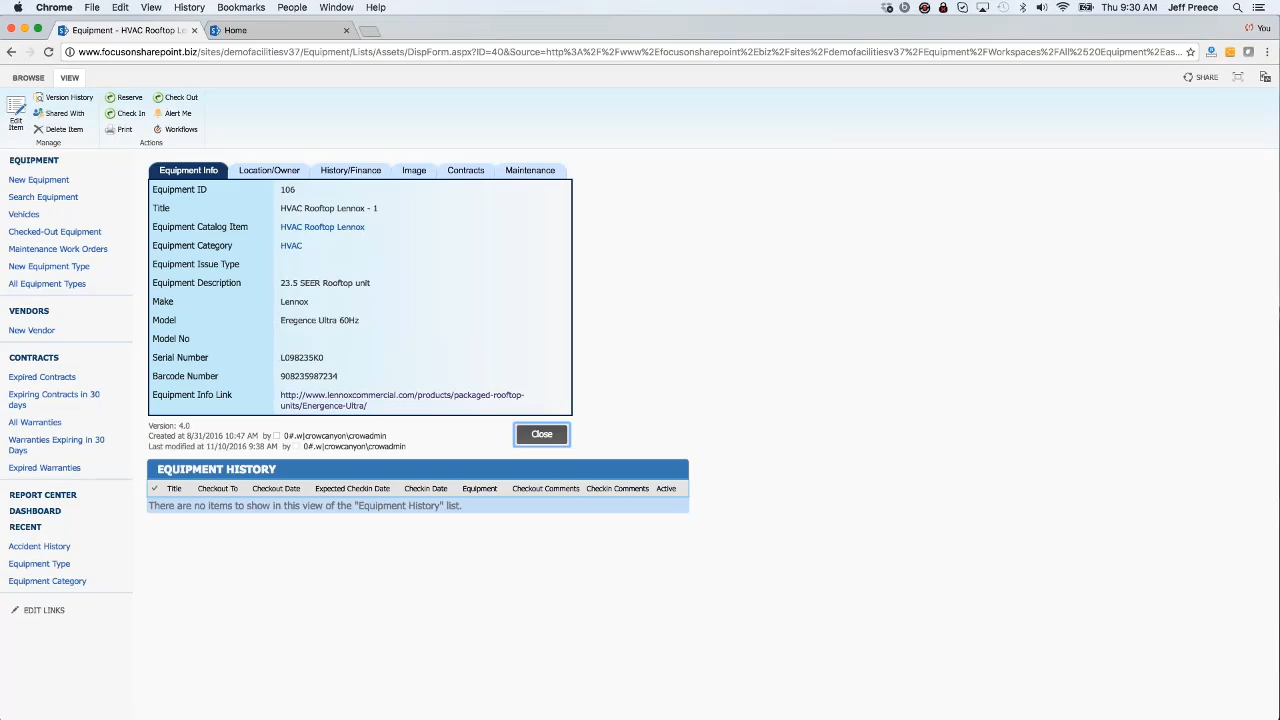 Chrome File Edit View History Bookmarks People Window Help Thu 9:30 AM Jeff Preece
Equipment - HVAC Rooftop Le × Home × You
www.focusonsharepoint.biz/sites/demofacilitiesv37/Equipment/Lists/Assets/DispForm.aspx?ID=40&Source=http%3A%2F%2Fwww%2Efocusonsharepoint%2Ebiz%2Fsites%2Fdemofacilitiesv37%2FEquipment%2FWorkspaces%2FAll%2520Equipment%2Eas...
BROWSE VIEW SHARE
Edit Item
Version History
Shared With
Delete Item
Manage
Reserve Check Out
Check In Alert Me
Print Workflows
Actions
EQUIPMENT
New Equipment
Search Equipment
Vehicles
Checked-Out Equipment
Maintenance Work Orders
New Equipment Type
All Equipment Types
VENDORS
New Vendor
CONTRACTS
Expired Contracts
Expiring Contracts in 30
days
All Warranties
Warranties Expiring in 30
Days
Expired Warranties
REPORT CENTER
DASHBOARD
RECENT
Accident History
Equipment Type
Equipment Category
EDIT LINKS
Equipment Info Location/Owner History/Finance Image Contracts Maintenance
Equipment ID 106
Title HVAC Rooftop Lennox - 1
Equipment Catalog Item HVAC Rooftop Lennox
Equipment Category HVAC
Equipment Issue Type
Equipment Description 23.5 SEER Rooftop unit
Make Lennox
Model Eregence Ultra 60Hz
Model No
Serial Number L098235K0
Barcode Number 908235987234
Equipment Info Link http://www.lennoxcommercial.com/products/packaged-rooftop-
units/Energence-Ultra/
Version: 4.0
Created at 8/31/2016 10:47 AM by 0#.w|crowcanyon\crowadmin
Last modified at 11/10/2016 9:38 AM by 0#.w|crowcanyon\crowadmin
Close
EQUIPMENT HISTORY
Title Checkout To Checkout Date Expected Checkin Date Checkin Date Equipment Checkout Comments Checkin Comments Active
There are no items to show in this view of the "Equipment History" list.